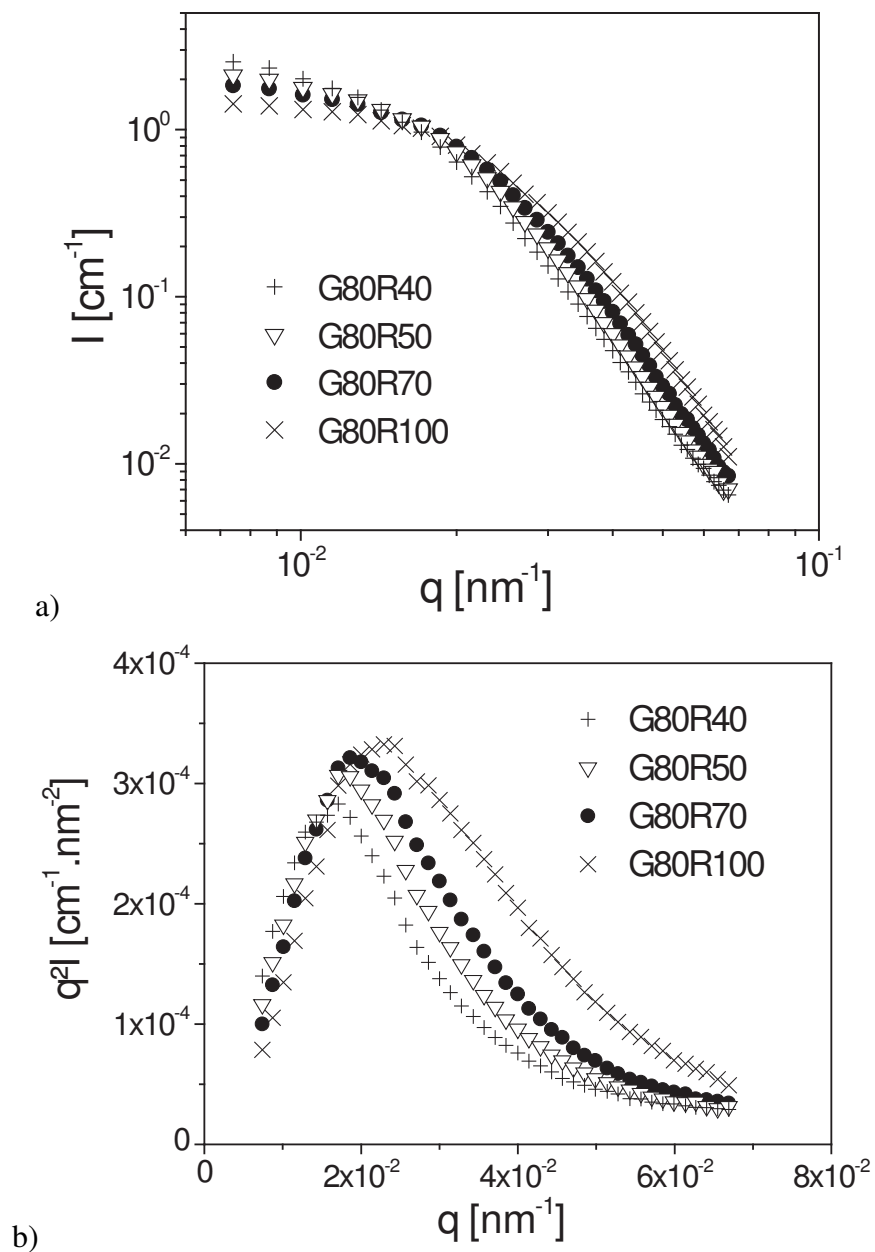 10⁰
10⁻¹
10⁻²
I [cm⁻¹]
+ G80R40
▽ G80R50
● G80R70
× G80R100
10⁻² 10⁻¹
q [nm⁻¹]
a)
4x10⁻⁴
3x10⁻⁴
2x10⁻⁴
1x10⁻⁴
0
q²I [cm⁻¹.nm⁻²]
+ G80R40
▽ G80R50
● G80R70
× G80R100
0 2x10⁻² 4x10⁻² 6x10⁻² 8x10⁻²
q [nm⁻¹]
b)